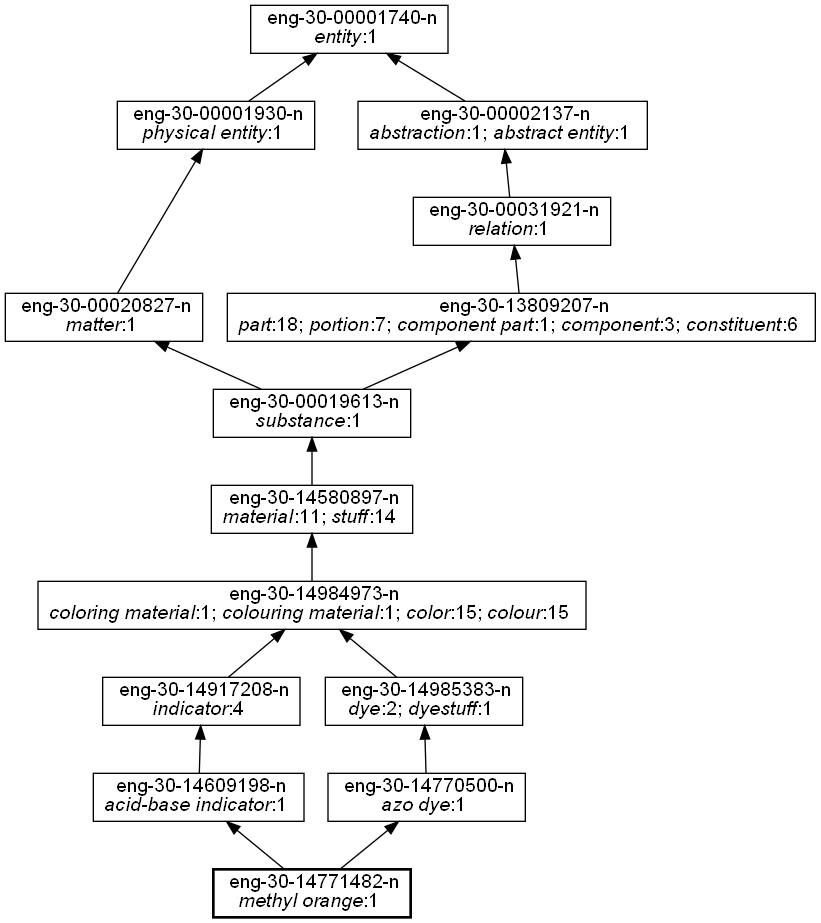 eng-30-00001740-n
entity:1
eng-30-00001930-n
physical entity:1
eng-30-00002137-n
abstraction:1; abstract entity:1
eng-30-00031921-n
relation:1
eng-30-00020827-n
matter:1
eng-30-13809207-n
part:18; portion:7; component part:1; component:3; constituent:6
eng-30-00019613-n
substance:1
eng-30-14580897-n
material:11; stuff:14
eng-30-14984973-n
coloring material:1; colouring material:1; color:15; colour:15
eng-30-14917208-n
indicator:4
eng-30-14985383-n
dye:2; dyestuff:1
eng-30-14609198-n
acid-base indicator:1
eng-30-14770500-n
azo dye:1
eng-30-14771482-n
methyl orange:1